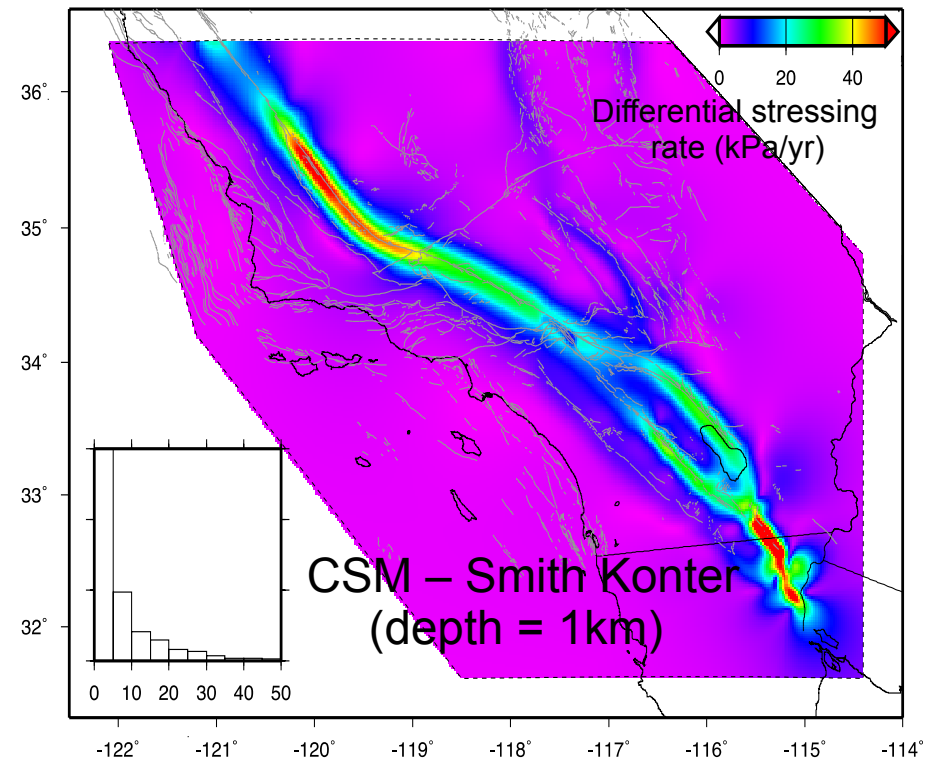 0 20 40
Differential stressing
rate (kPa/yr)
36˚
35˚
34˚
33˚
32˚
CSM – Smith Konter
(depth = 1km)
0 10 20 30 40 50
-122˚ -121˚ -120˚ -119˚ -118˚ -117˚ -116˚ -115˚ -114˚